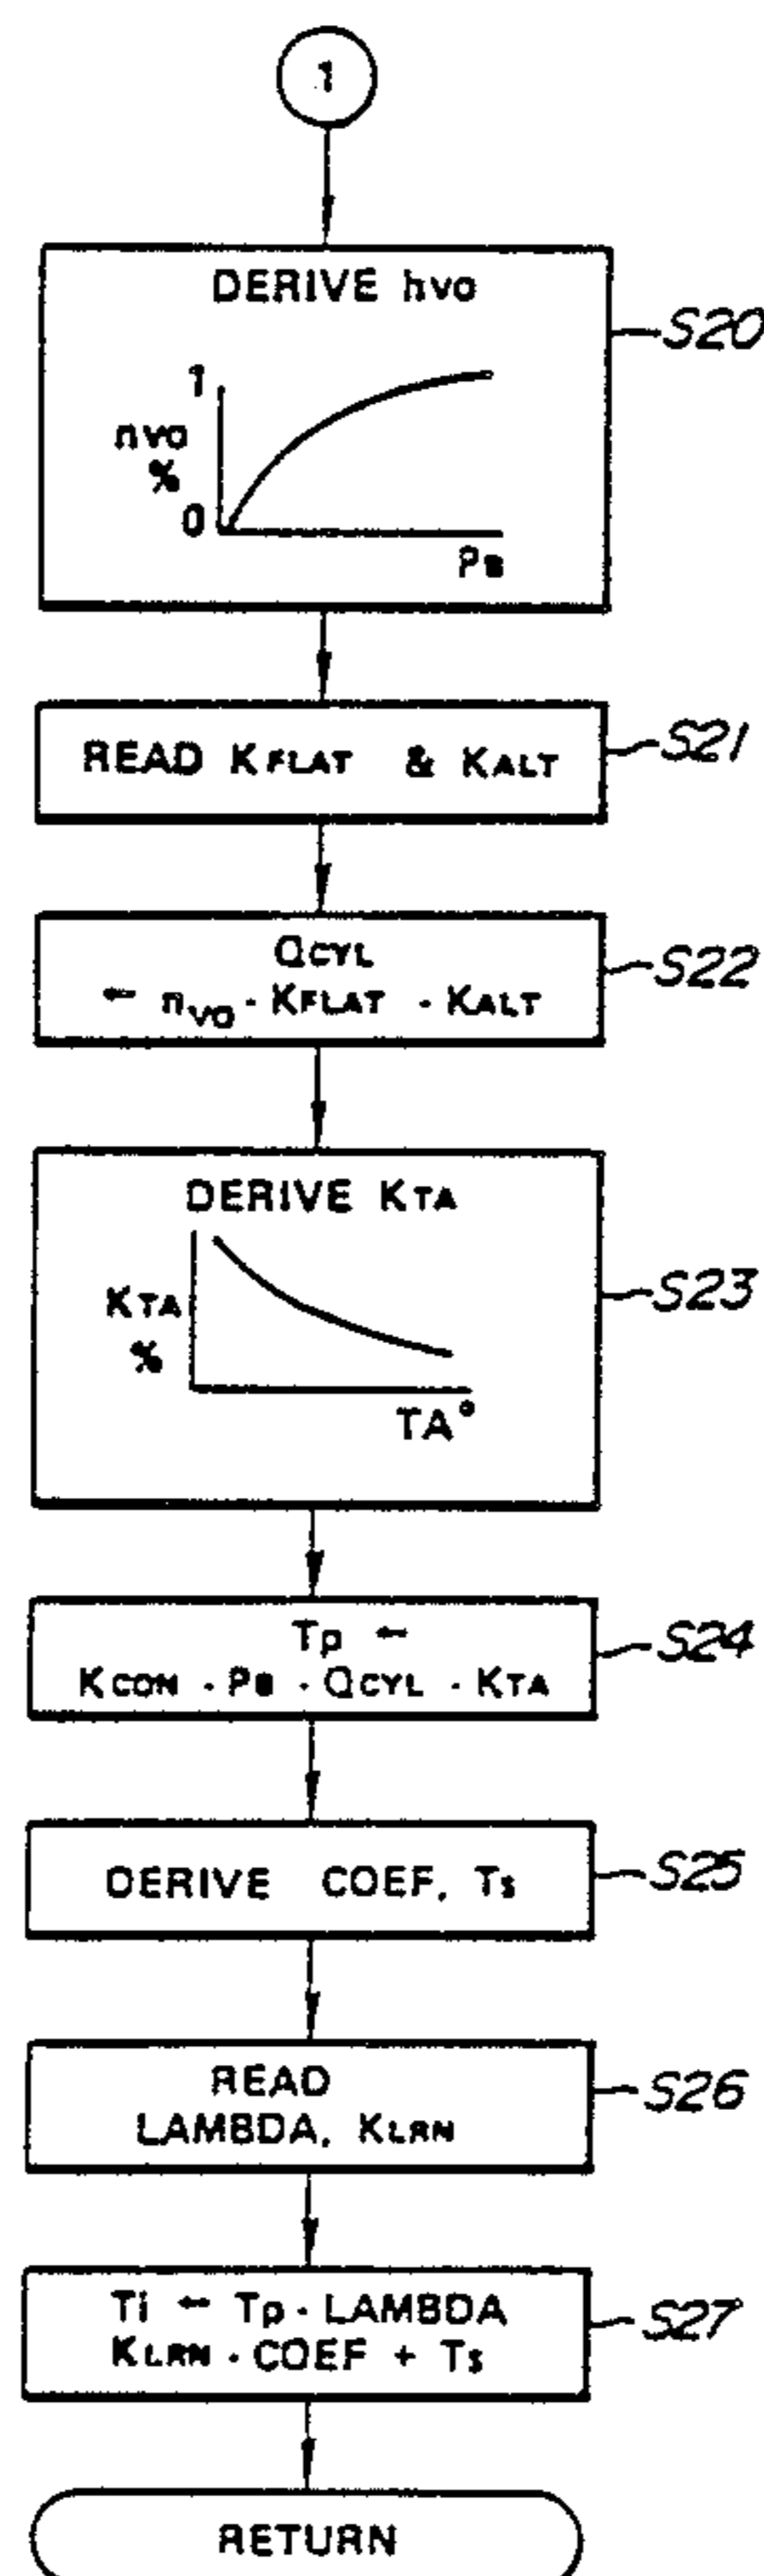 1
DERIVE hvo
S20
1
nvo
%
0
PB
READ KFLAT & KALT
S21
QCYL
← nvo · KFLAT · KALT
S22
DERIVE KTA
S23
KTA
%
TA°
Tp ←
KCON · PB · QCYL · KTA
S24
DERIVE COEF, Ts
S25
READ
LAMBDA, KLRN
S26
Ti ← Tp · LAMBDA
KLRN · COEF + Ts
S27
RETURN